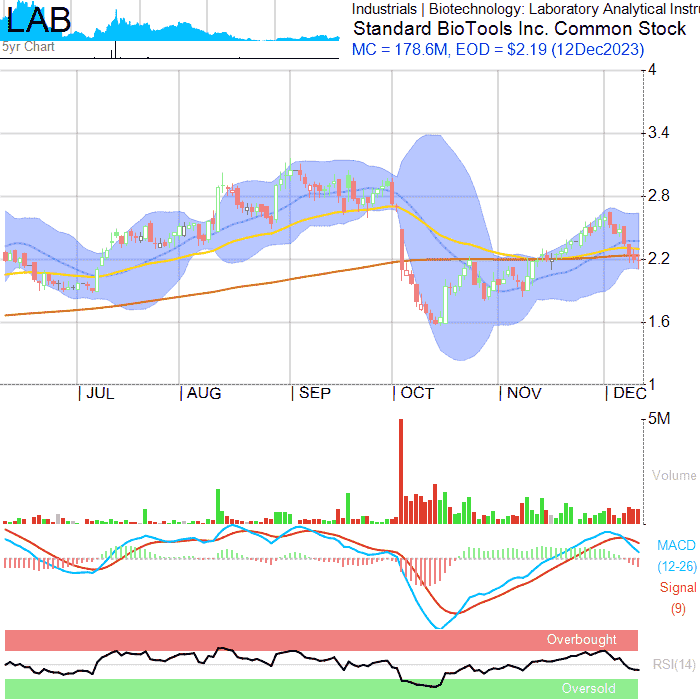 LAB
5yr Chart
Industrials | Biotechnology: Laboratory Analytical Instru
Standard BioTools Inc. Common Stock
MC = 178.6M, EOD = $2.19 (12Dec2023)
4
3.4
2.8
2.2
1.6
1
JUL AUG SEP OCT NOV DEC
5M
Volume
MACD
(12-26)
Signal
(9)
Overbought
RSI(14)
Oversold